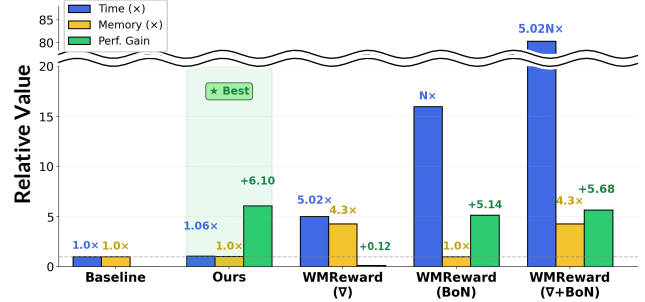 Time (×)
Memory (×)
Perf. Gain
85
80
20
15
10
5
0
Relative Value
★ Best
1.0×
1.0×
1.06×
1.0×
+6.10
5.02×
4.3×
+0.12
N×
1.0×
+5.14
5.02N×
4.3×
+5.68
Baseline
Ours
WMReward
(∇)
WMReward
(BoN)
WMReward
(∇+BoN)